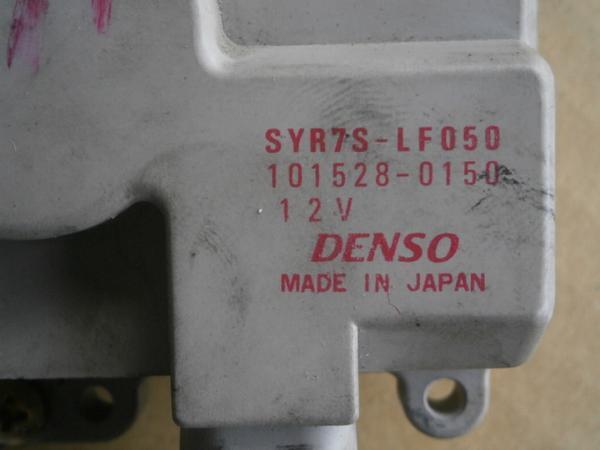 SYR7S-LF050
101528-0150
12V
DENSO
MADE IN JAPAN